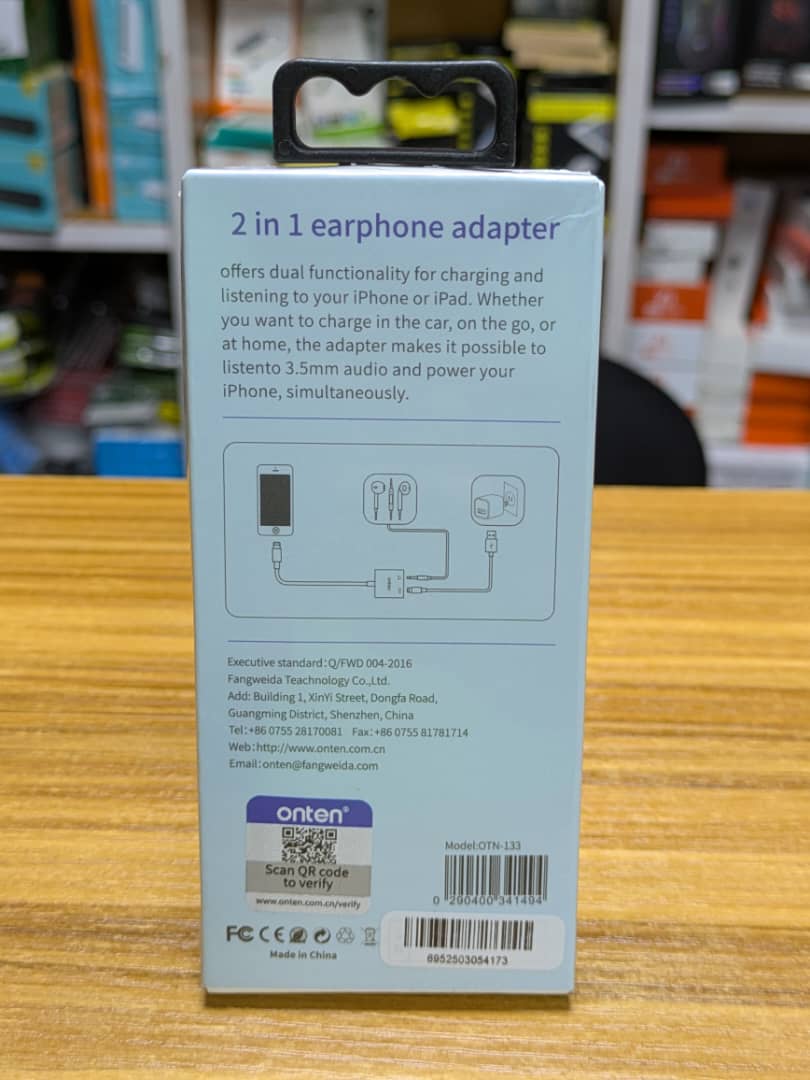 2 in 1 earphone adapter
offers dual functionality for charging and
listening to your iPhone or iPad. Whether
you want to charge in the car, on the go, or
at home, the adapter makes it possible to
listento 3.5mm audio and power your
iPhone, simultaneously.
Executive standard:Q/FWD 004-2016
Fangweida Teachnology Co.,Ltd.
Add: Building 1, XinYi Street, Dongfa Road,
Guangming District, Shenzhen, China
Tel:+86 0755 28170081 Fax:+86 0755 81781714
Web:http://www.onten.com.cn
Email:onten@fangweida.com
onten®
Scan QR code
to verify
www.onten.com.cn/verify
Model:OTN-133
0 290400 341494
FC CE
Made in China
6952503054173